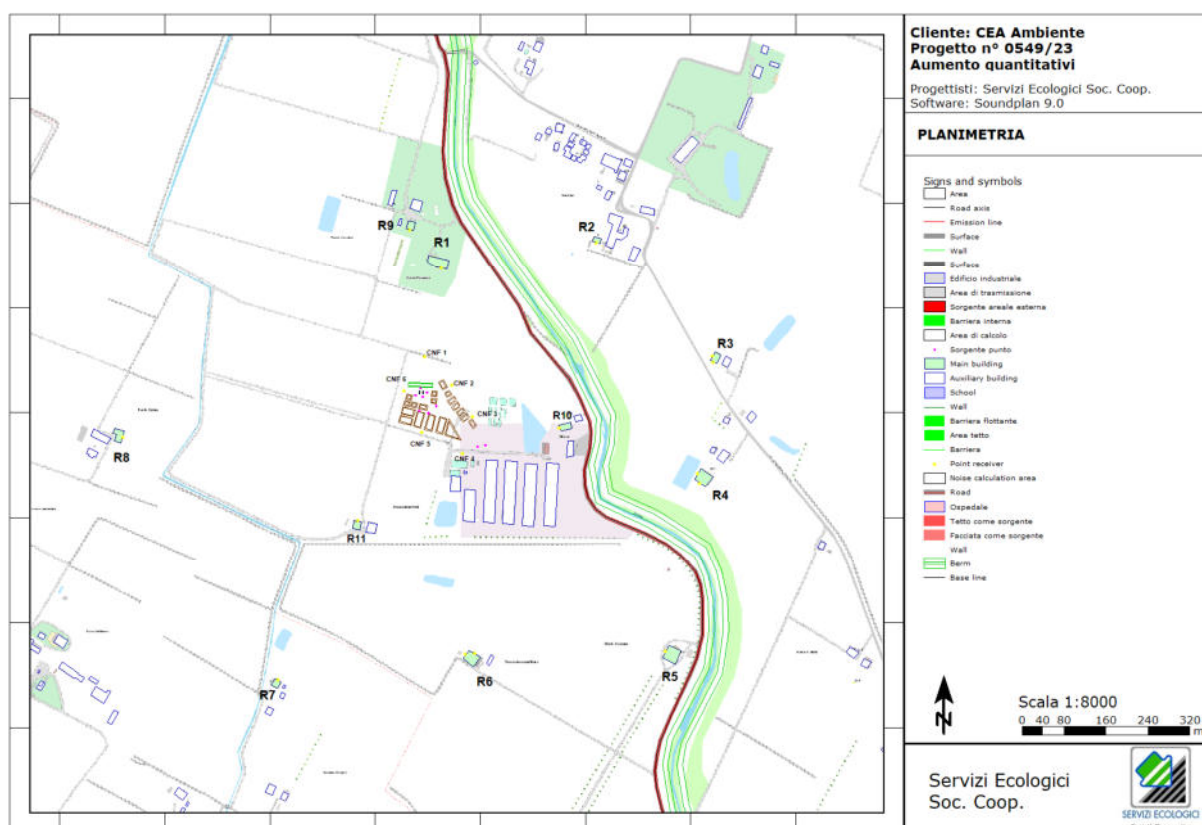 Cliente: CEA Ambiente
Progetto n° 0549/23
Aumento quantitativi
Progettisti: Servizi Ecologici Soc. Coop.
Software: Soundplan 9.0
PLANIMETRIA
Signs and symbols
Area
Road axis
Emission line
Surface
Wall
Surface
Edificio industriale
Area di trasmissione
Sorgente areale esterna
Barriera interna
Area di calcolo
Sorgente punto
Main building
Auxiliary building
School
Wall
Barriera flottante
Area tetto
Barriera
Point receiver
Noise calculation area
Road
Ospedale
Tetto come sorgente
Facciata come sorgente
Wall
Berm
Base line
N
Scala 1:8000
0 40 80 160 240 320
m
Servizi Ecologici
Soc. Coop.
SERVIZI ECOLOGICI
R9
R1
R2
R3
CNF 1
CNF 6
CNF 2
CNF 3
R10
CNF 5
CNF 4
R8
R4
R11
R7
R6
R5